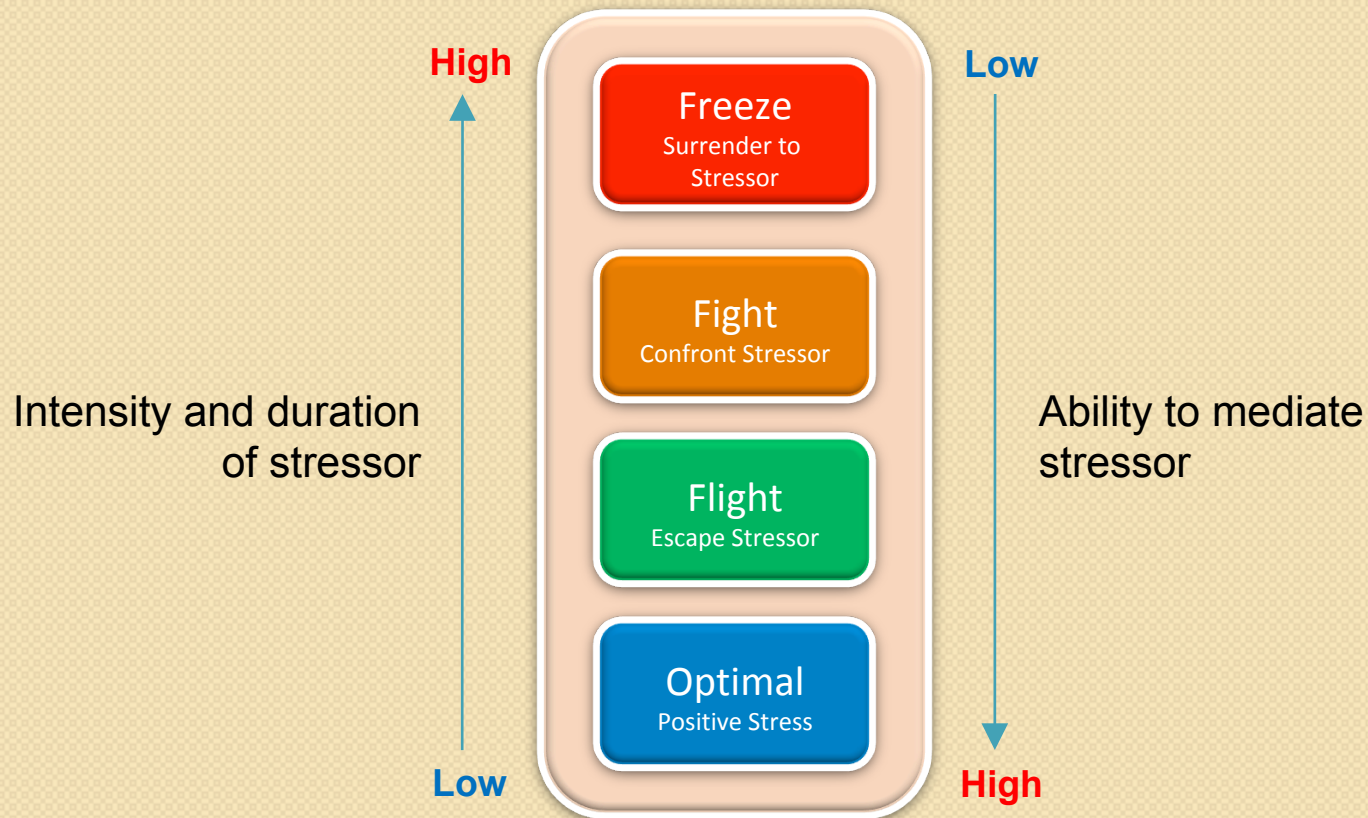 High
Low
Freeze
Surrender to
Stressor
Fight
Confront Stressor
Intensity and duration
of stressor
Ability to mediate
stressor
Flight
Escape Stressor
Optimal
Positive Stress
Low
High